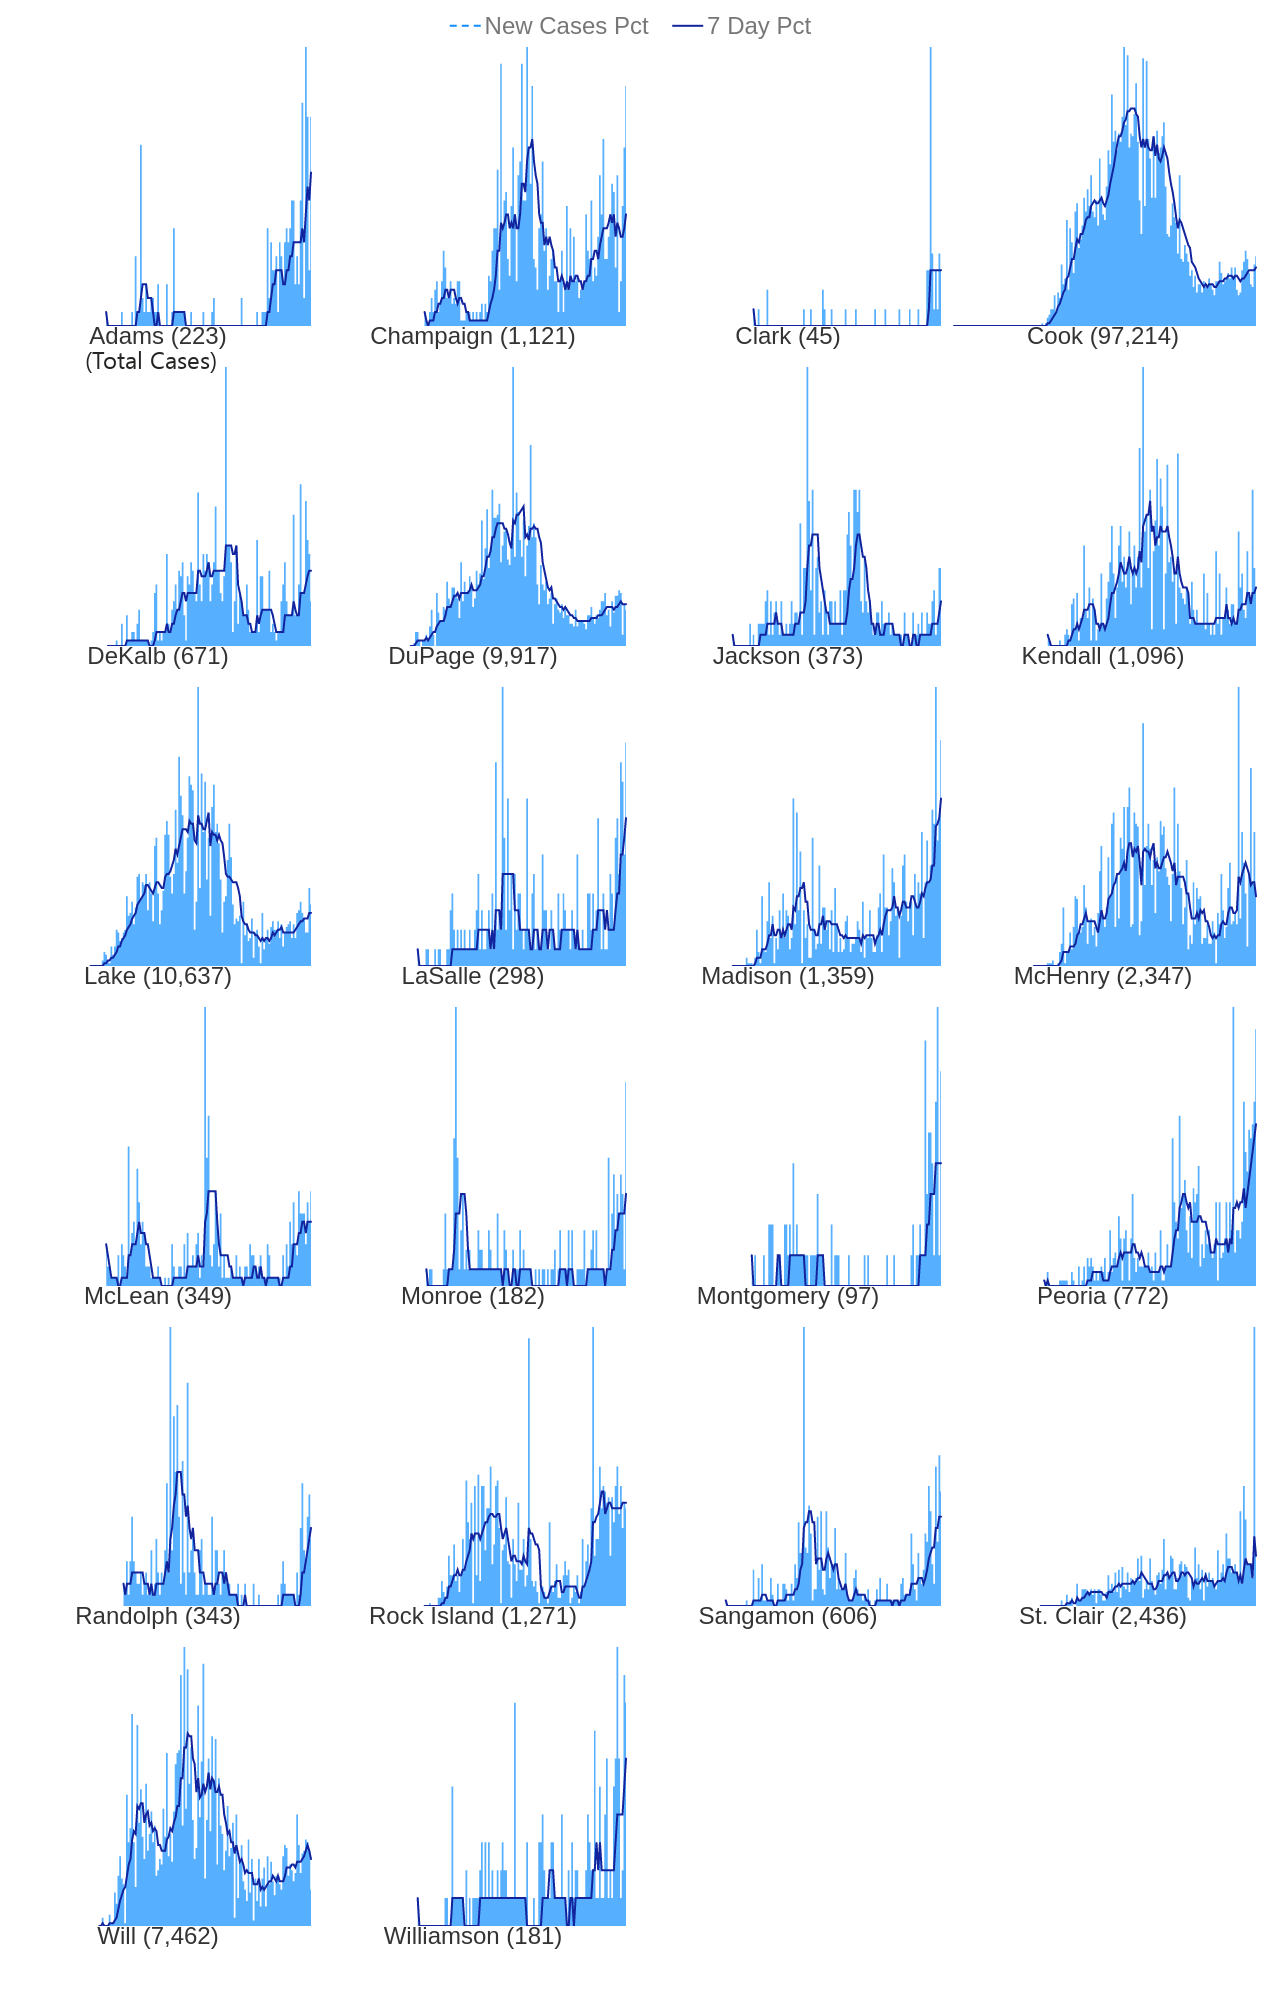 New Cases Pct 7 Day Pct
Adams (223) Champaign (1,121) Clark (45) Cook (97,214)
(Total Cases)
DeKalb (671) DuPage (9,917) Jackson (373) Kendall (1,096)
Lake (10,637) LaSalle (298) Madison (1,359) McHenry (2,347)
McLean (349) Monroe (182) Montgomery (97) Peoria (772)
Randolph (343) Rock Island (1,271) Sangamon (606) St. Clair (2,436)
Will (7,462) Williamson (181)